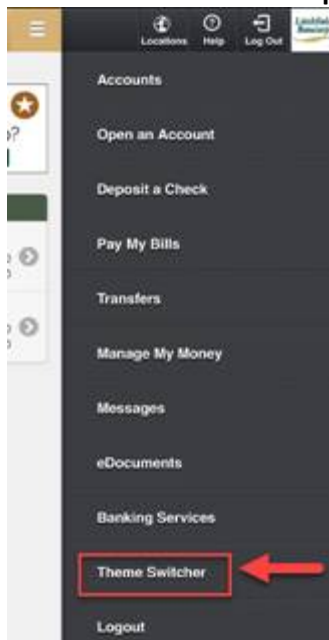 Locations Help Log Out
Accounts
Open an Account
?
Deposit a Check
Pay My Bills
Transfers
Manage My Money
Messages
eDocuments
Banking Services
Theme Switcher
Logout